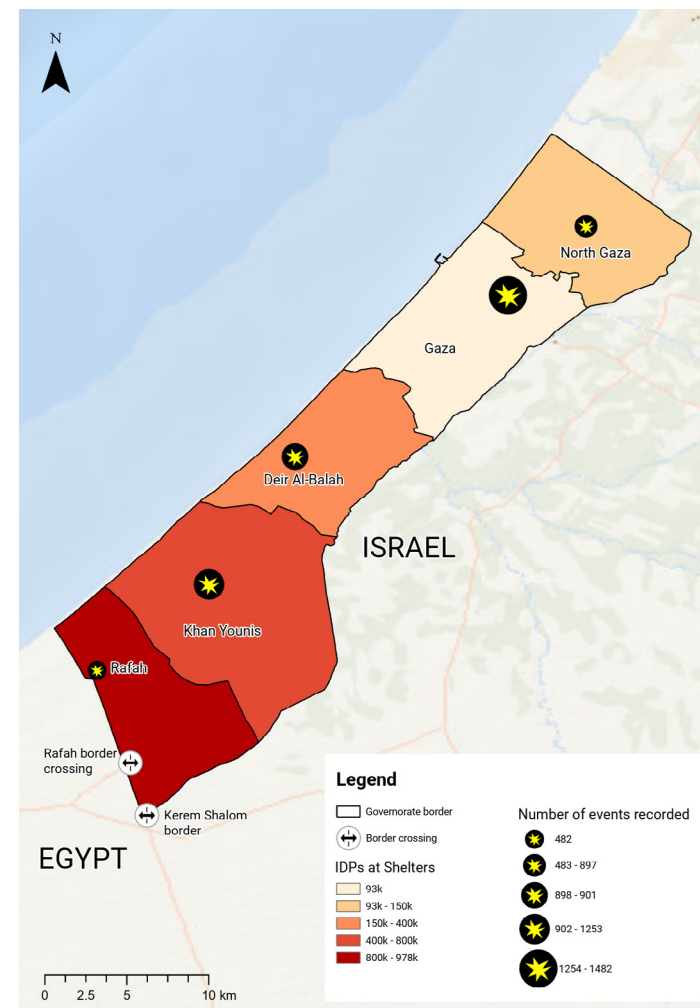 N
North Gaza
Gaza
Deir Al-Balah
ISRAEL
Khan Younis
Rafah
Rafah border
crossing
Kerem Shalom
border
EGYPT
0 2.5 5 10 km
Legend
Governorate border
Border crossing
IDPs at Shelters
93k
93k - 150k
150k - 400k
400k - 800k
800k - 978k
Number of events recorded
482
483 - 897
898 - 901
902 - 1253
1254 - 1482